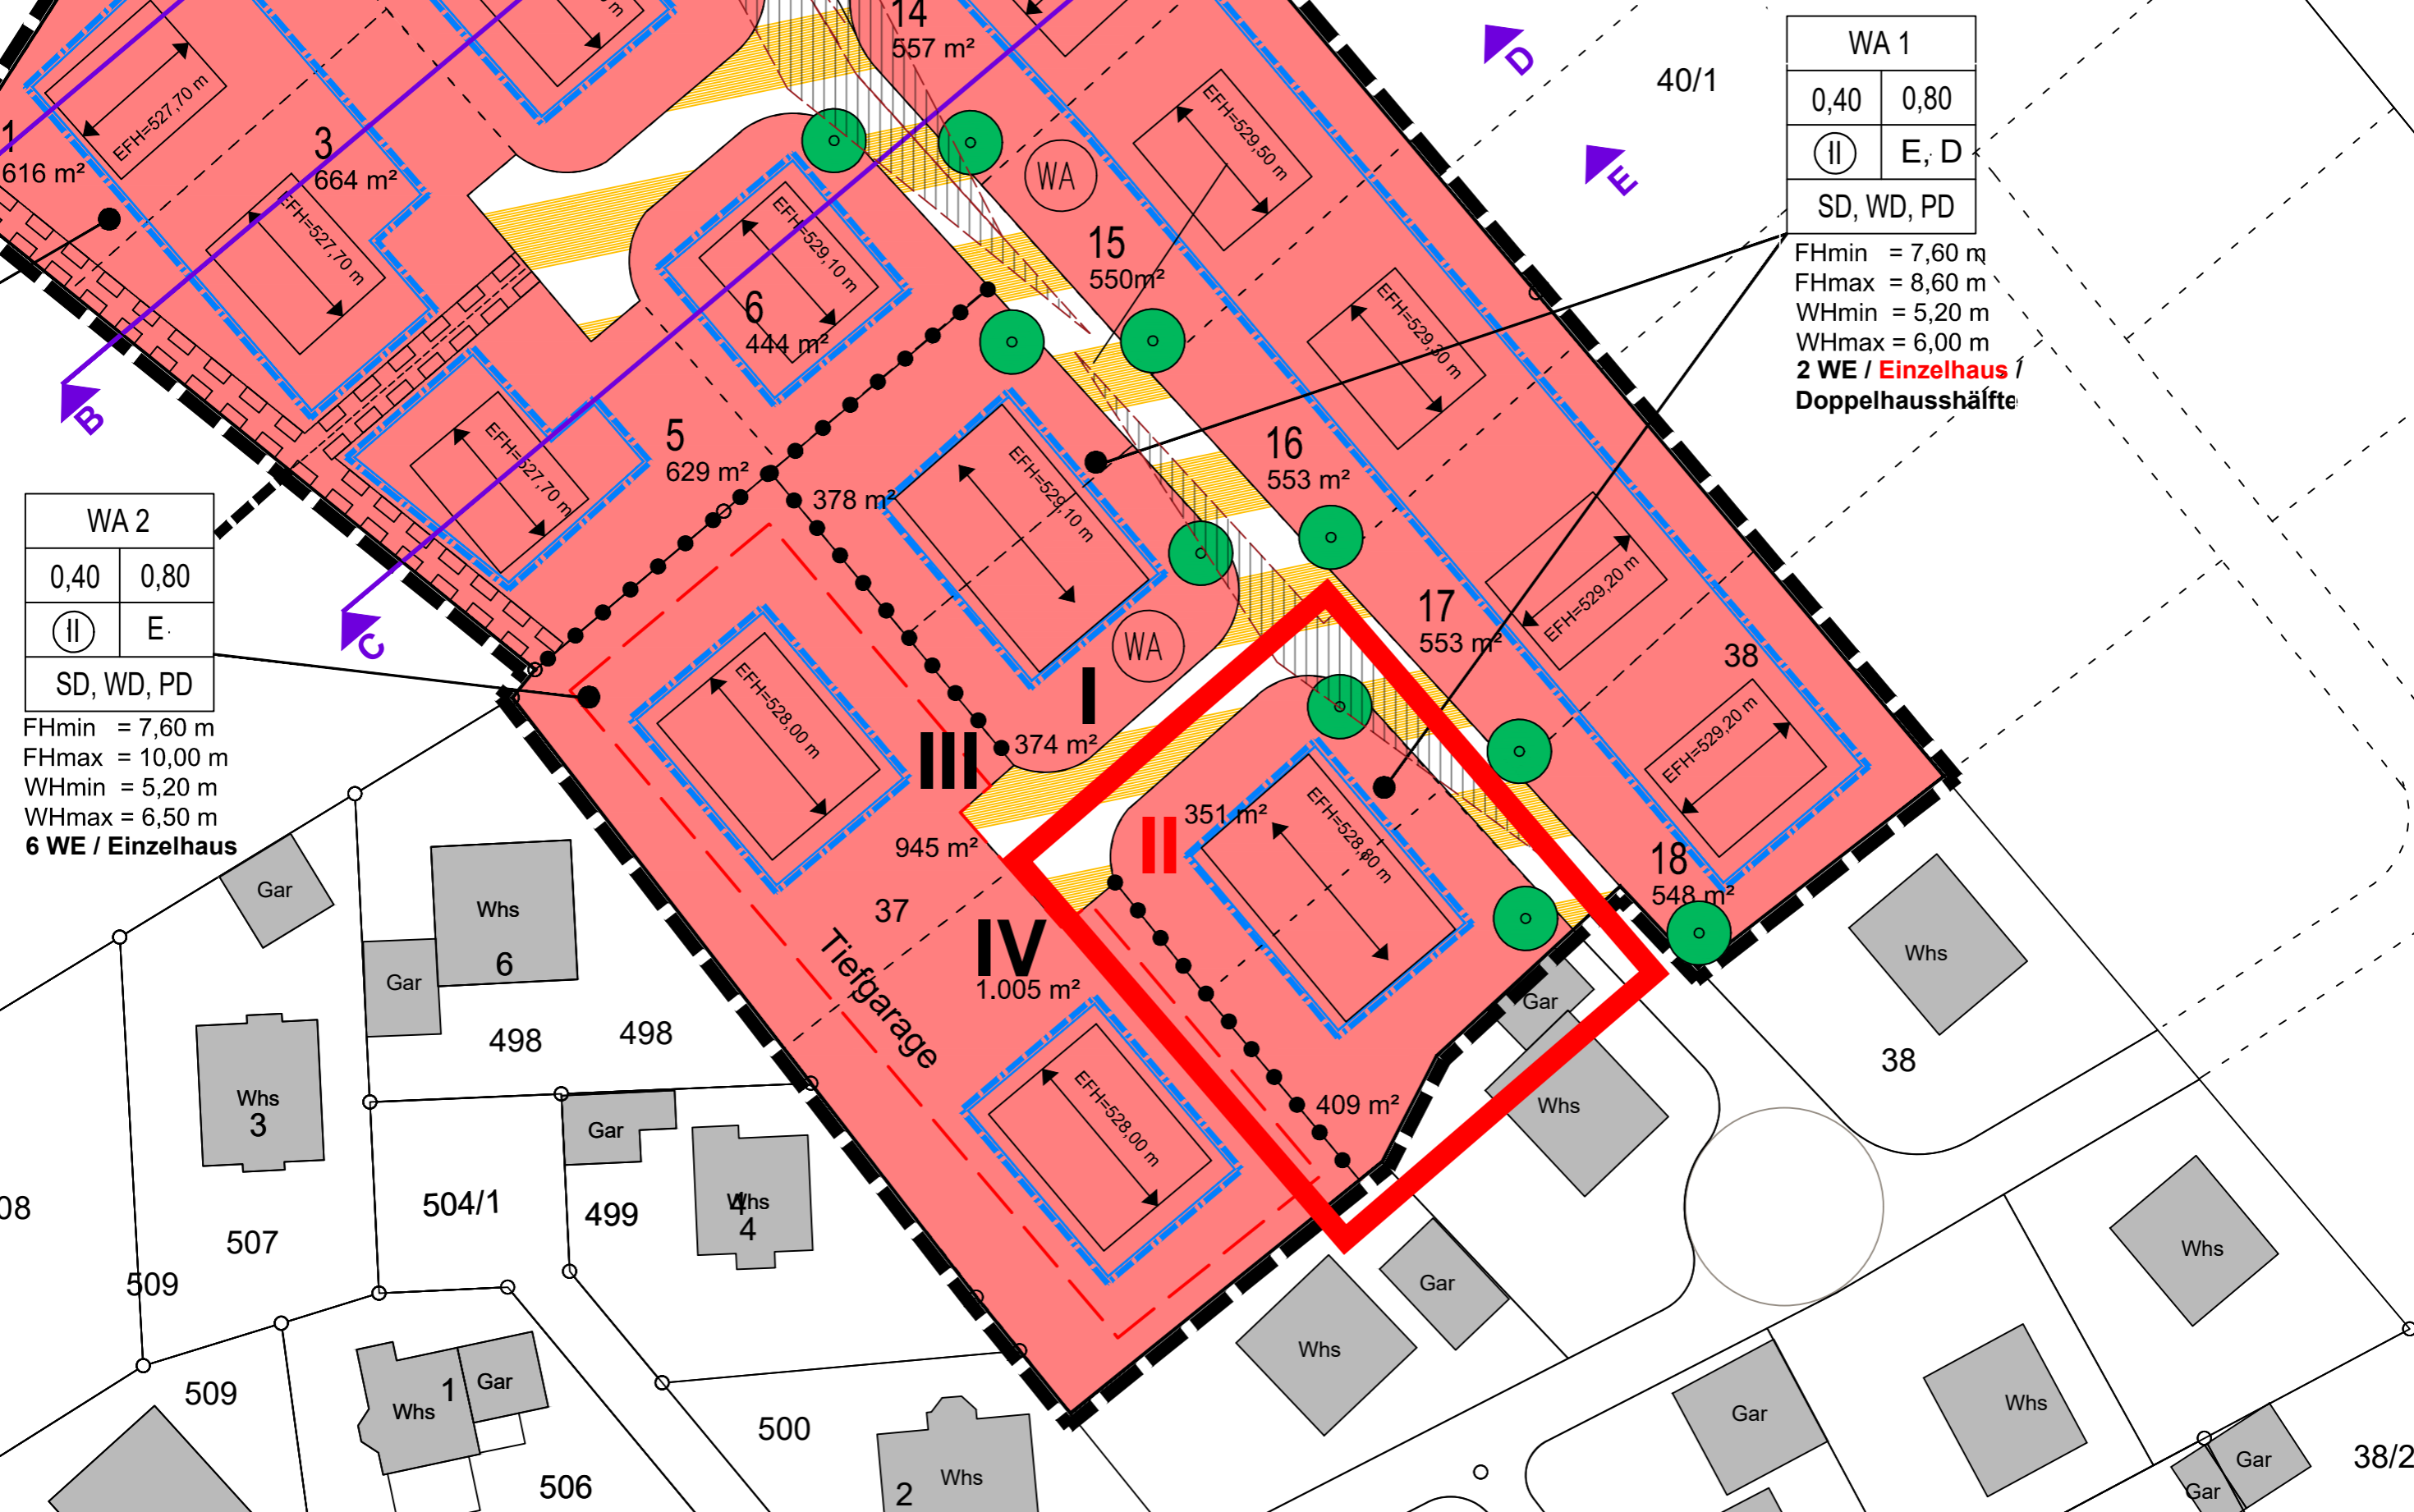 14
557 m²
1
616 m²
EFH=527,70 m
3
664 m²
EFH=527,70 m
EFH=529,10 m
6
444 m²
WA
EFH=529,50 m
15
550m²
D
E
40/1
WA 1
0,40 0,80
II E, D
SD, WD, PD
FHmin = 7,60 m
FHmax = 8,60 m
WHmin = 5,20 m
WHmax = 6,00 m
2 WE / Einzelhaus /
Doppelhausshälfte
B
C
5
629 m²
EFH=527,70 m
378 m²
EFH=529,10 m
EFH=529,30 m
16
553 m²
EFH=529,20 m
17
553 m²
38
EFH=529,20 m
18
548 m²
WA 2
0,40 0,80
II E
SD, WD, PD
FHmin = 7,60 m
FHmax = 10,00 m
WHmin = 5,20 m
WHmax = 6,50 m
6 WE / Einzelhaus
WA
I
374 m²
EFH=528,00 m
III
945 m²
37
II
351 m²
EFH=528,80 m
IV
1.005 m²
Tiefgarage
EFH=528,00 m
409 m²
Gar
Whs
6
Gar
498
498
Whs
3
Gar
504/1
499
Whs
4
4
507
509
08
509
Whs
1
Gar
506
500
2
Whs
Gar
Whs
Whs
38
Gar
Whs
Whs
Gar
Whs
Gar
Gar
38/2